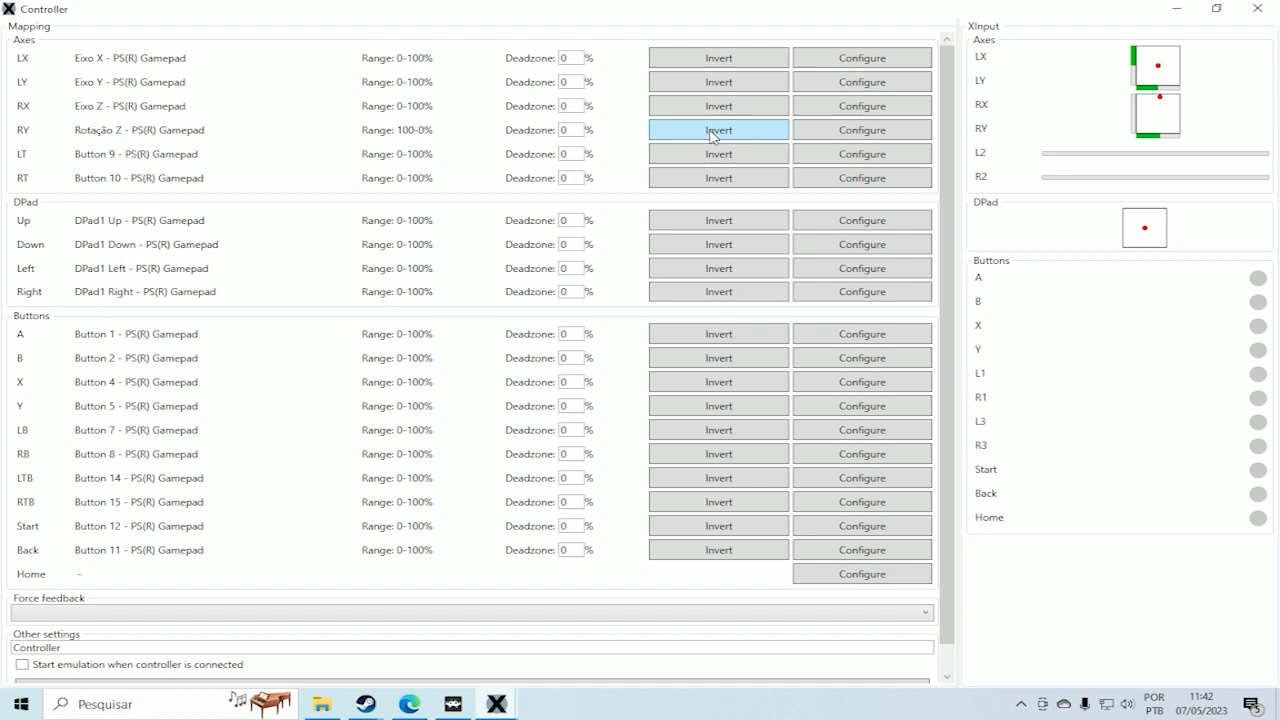 Controller
Mapping
Axes
LX Eixo X - PS(R) Gamepad Range: 0-100% Deadzone: 0 % Invert Configure
LY Eixo Y - PS(R) Gamepad Range: 0-100% Deadzone: 0 % Invert Configure
RX Eixo Z - PS(R) Gamepad Range: 0-100% Deadzone: 0 % Invert Configure
RY Rotação Z - PS(R) Gamepad Range: 100-0% Deadzone: 0 % Invert Configure
LT Button 9 - PS(R) Gamepad Range: 0-100% Deadzone: 0 % Invert Configure
RT Button 10 - PS(R) Gamepad Range: 0-100% Deadzone: 0 % Invert Configure
DPad
Up DPad1 Up - PS(R) Gamepad Range: 0-100% Deadzone: 0 % Invert Configure
Down DPad1 Down - PS(R) Gamepad Range: 0-100% Deadzone: 0 % Invert Configure
Left DPad1 Left - PS(R) Gamepad Range: 0-100% Deadzone: 0 % Invert Configure
Right DPad1 Right - PS(R) Gamepad Range: 0-100% Deadzone: 0 % Invert Configure
Buttons
A Button 1 - PS(R) Gamepad Range: 0-100% Deadzone: 0 % Invert Configure
B Button 2 - PS(R) Gamepad Range: 0-100% Deadzone: 0 % Invert Configure
X Button 4 - PS(R) Gamepad Range: 0-100% Deadzone: 0 % Invert Configure
Y Button 5 - PS(R) Gamepad Range: 0-100% Deadzone: 0 % Invert Configure
LB Button 7 - PS(R) Gamepad Range: 0-100% Deadzone: 0 % Invert Configure
RB Button 8 - PS(R) Gamepad Range: 0-100% Deadzone: 0 % Invert Configure
LTB Button 14 - PS(R) Gamepad Range: 0-100% Deadzone: 0 % Invert Configure
RTB Button 15 - PS(R) Gamepad Range: 0-100% Deadzone: 0 % Invert Configure
Start Button 12 - PS(R) Gamepad Range: 0-100% Deadzone: 0 % Invert Configure
Back Button 11 - PS(R) Gamepad Range: 0-100% Deadzone: 0 % Invert Configure
Home - Configure
Force feedback
Other settings
Controller
Start emulation when controller is connected
XInput
Axes
LX
LY
RX
RY
L2
R2
DPad
Buttons
A
B
X
Y
L1
R1
L3
R3
Start
Back
Home
Pesquisar
POR
PTB
11:42
07/05/2023
5